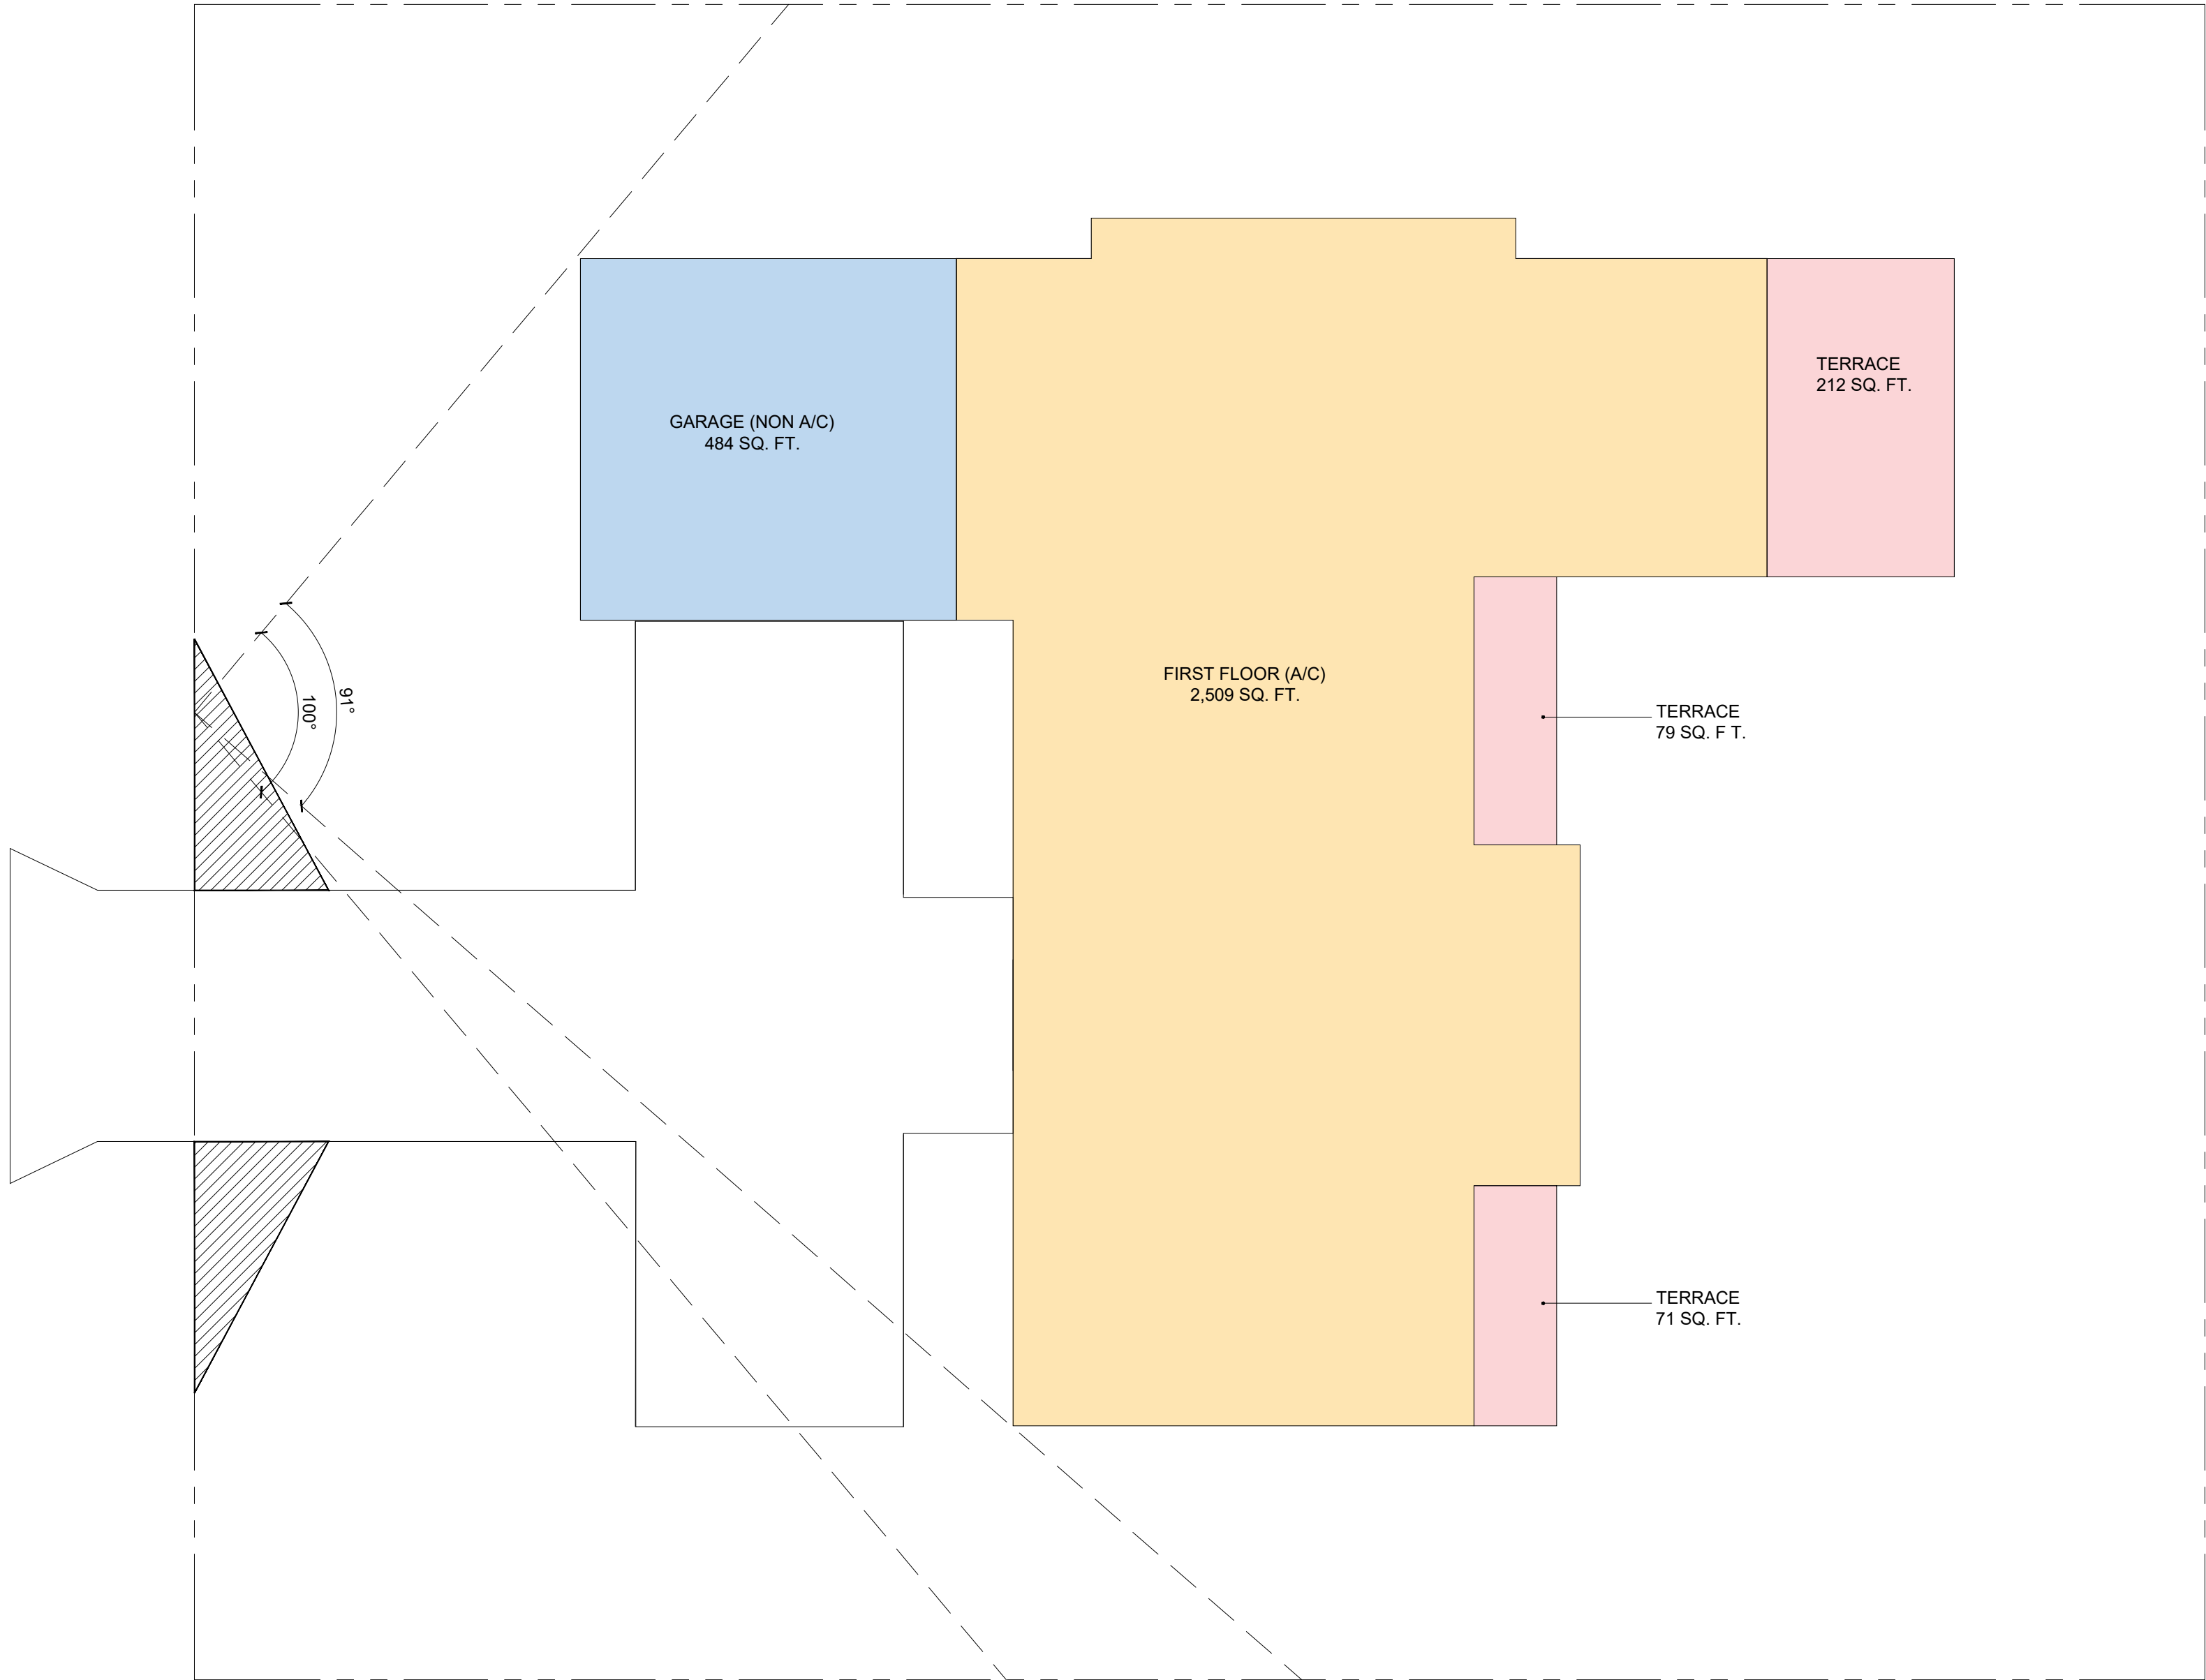 TERRACE
212 SQ. FT.
GARAGE (NON A/C)
484 SQ. FT.
91°
100°
FIRST FLOOR (A/C)
2,509 SQ. FT.
TERRACE
79 SQ. F T.
TERRACE
71 SQ. FT.